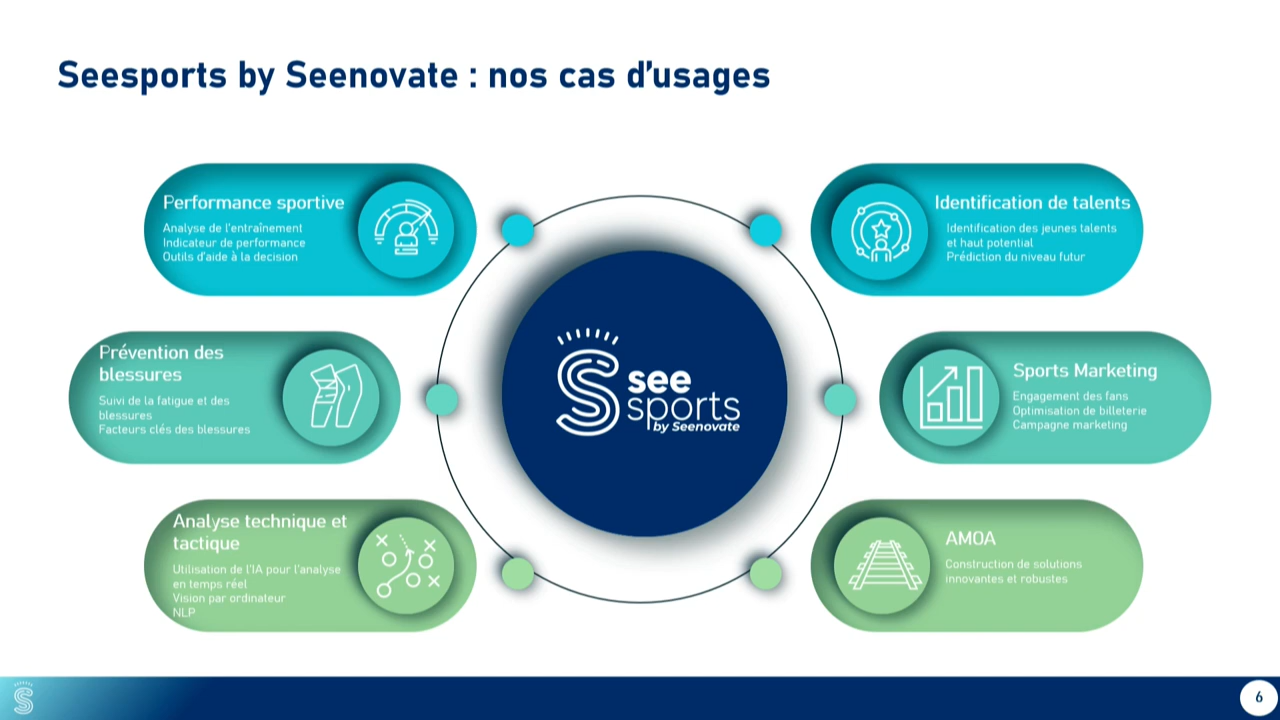 Seesports by Seenovate : nos cas d'usages
Performance sportive
Analyse de l'entraînement
Indicateur de performance
Outils d'aide à la decision
Identification de talents
Identification des jeunes talents
et haut potential
Prédiction du niveau futur
Prévention des
blessures
Suivi de la fatigue et des
blessures
Facteurs clés des blessures
see
sports
by Seenovate
Sports Marketing
Engagement des fans
Optimisation de billeterie
Campagne marketing
Analyse technique et
tactique
Utilisation de l'IA pour l'analyse
en temps réel
Vision par ordinateur
NLP
AMOA
Construction de solutions
innovantes et robustes
6